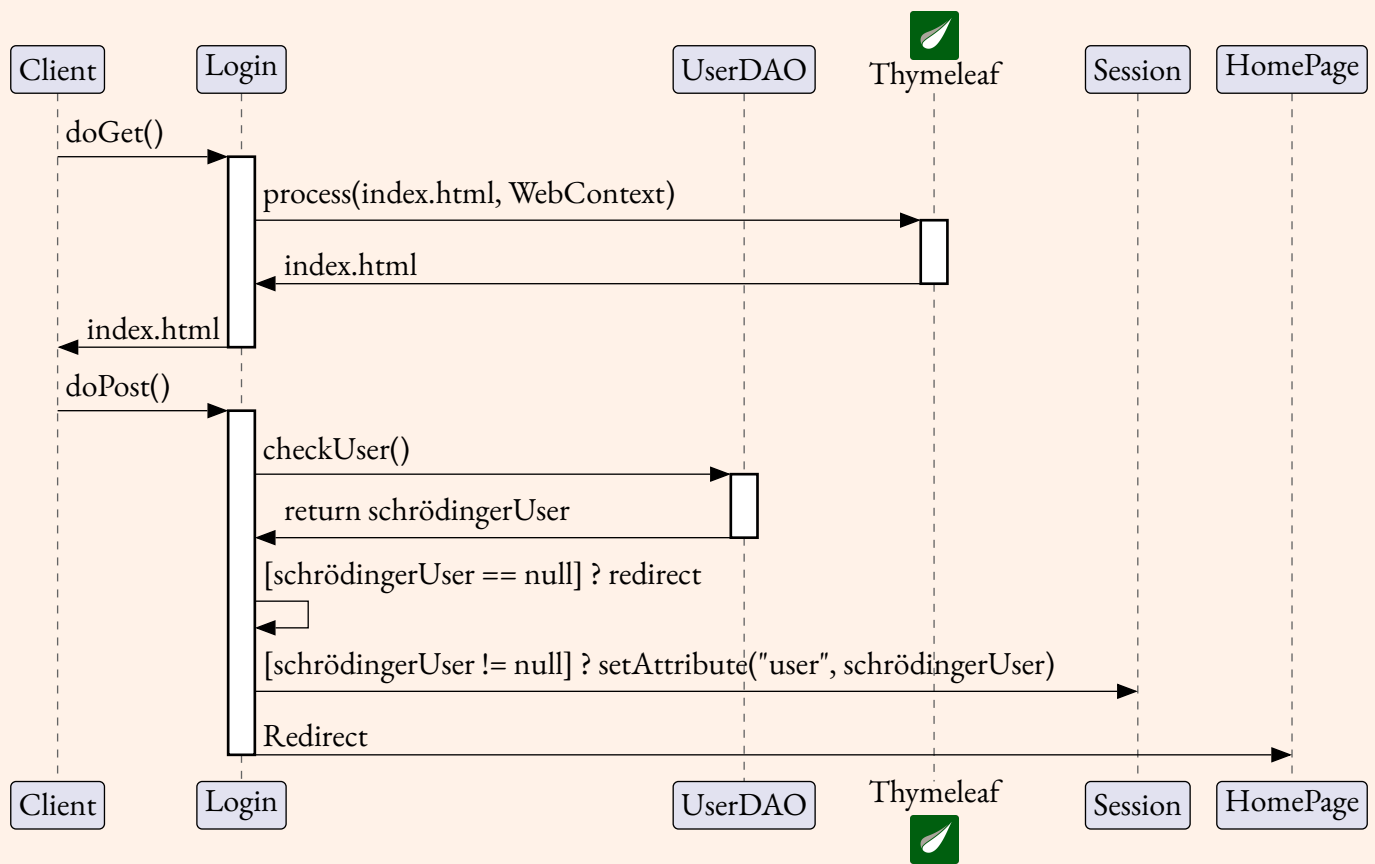 Client Login UserDAO Thymeleaf Session HomePage
doGet()
process(index.html, WebContext)
index.html
index.html
doPost()
checkUser()
return schrödingerUser
[schrödingerUser == null] ? redirect
[schrödingerUser != null] ? setAttribute("user", schrödingerUser)
Redirect
Client Login UserDAO Thymeleaf Session HomePage